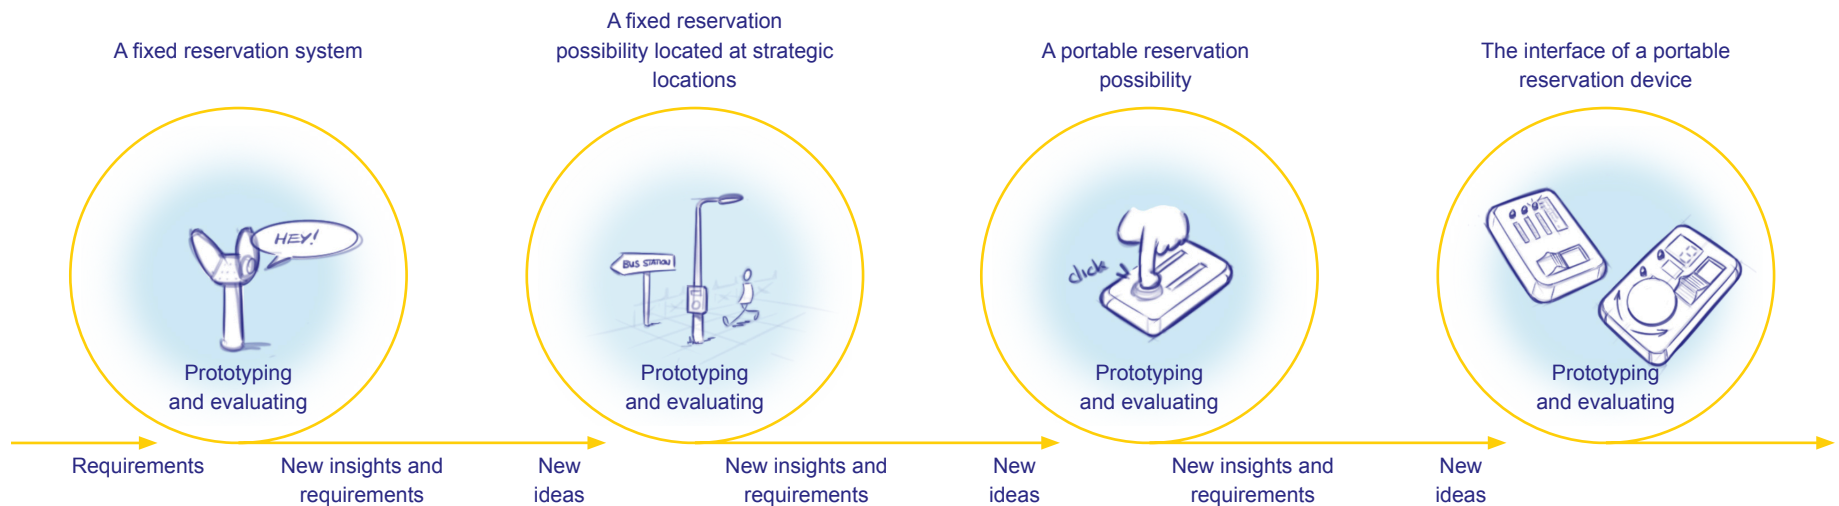 A fixed reservation system
A fixed reservation
possibility located at strategic
locations
A portable reservation
possibility
The interface of a portable
reservation device
HEY!
BUS STATION
click
Prototyping
and evaluating
Prototyping
and evaluating
Prototyping
and evaluating
Prototyping
and evaluating
Requirements
New insights and
requirements
New
ideas
New insights and
requirements
New
ideas
New insights and
requirements
New
ideas